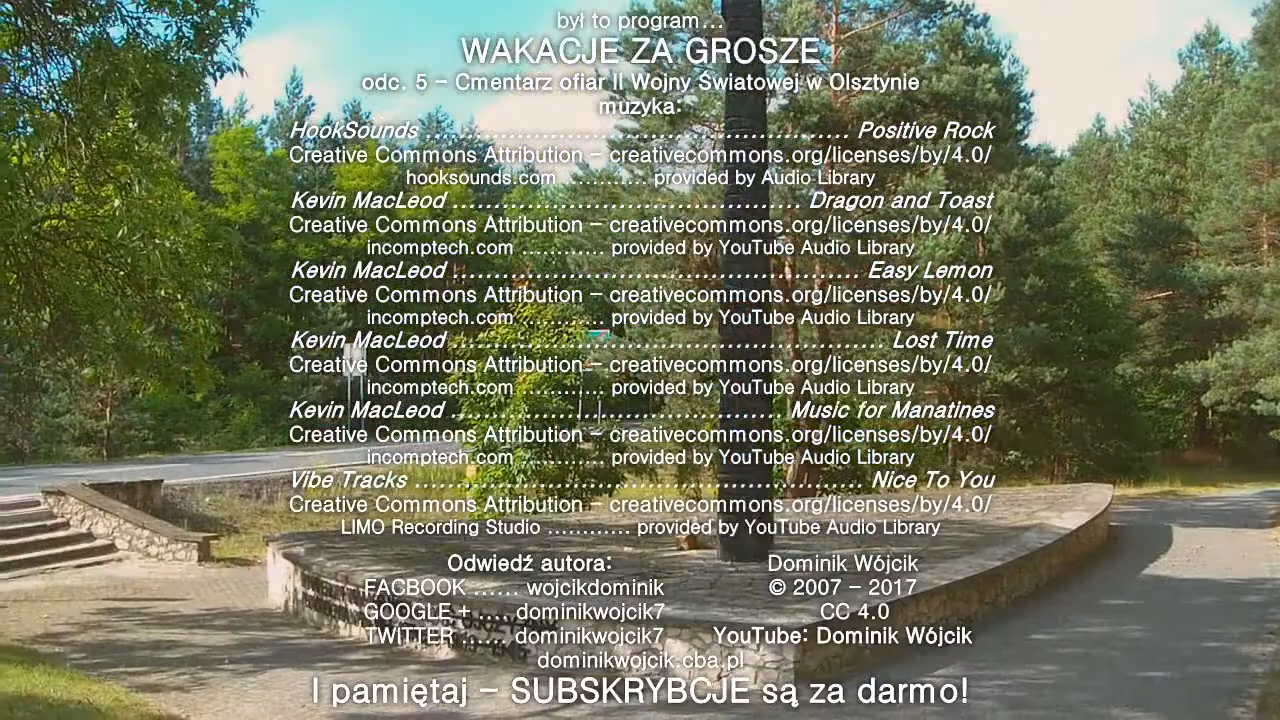 był to program...
WAKACJE ZA GROSZE
odc. 5 – Cmentarz ofiar II Wojny Światowej w Olsztynie
muzyka:
HookSounds .................................................... Positive Rock
Creative Commons Attribution – creativecommons.org/licenses/by/4.0/
hooksounds.com ........... provided by Audio Library
Kevin MacLeod .......................................... Dragon and Toast
Creative Commons Attribution – creativecommons.org/licenses/by/4.0/
incomptech.com ........... provided by YouTube Audio Library
Kevin MacLeod ................................................. Easy Lemon
Creative Commons Attribution – creativecommons.org/licenses/by/4.0/
incomptech.com ........... provided by YouTube Audio Library
Kevin MacLeod .................................................... Lost Time
Creative Commons Attribution – creativecommons.org/licenses/by/4.0/
incomptech.com ........... provided by YouTube Audio Library
Kevin MacLeod ........................................ Music for Manatines
Creative Commons Attribution – creativecommons.org/licenses/by/4.0/
incomptech.com ........... provided by YouTube Audio Library
Vibe Tracks ...................................................... Nice To You
Creative Commons Attribution – creativecommons.org/licenses/by/4.0/
LIMO Recording Studio ........... provided by YouTube Audio Library
Odwiedź autora:
FACBOOK ...... wojcikdominik
GOOGLE + .... dominikwojcik7
TWITTER ...... dominikwojcik7
Dominik Wójcik
© 2007 – 2017
CC 4.0
YouTube: Dominik Wójcik
dominikwojcik.cba.pl
I pamiętaj – SUBSKRYBCJE są za darmo!